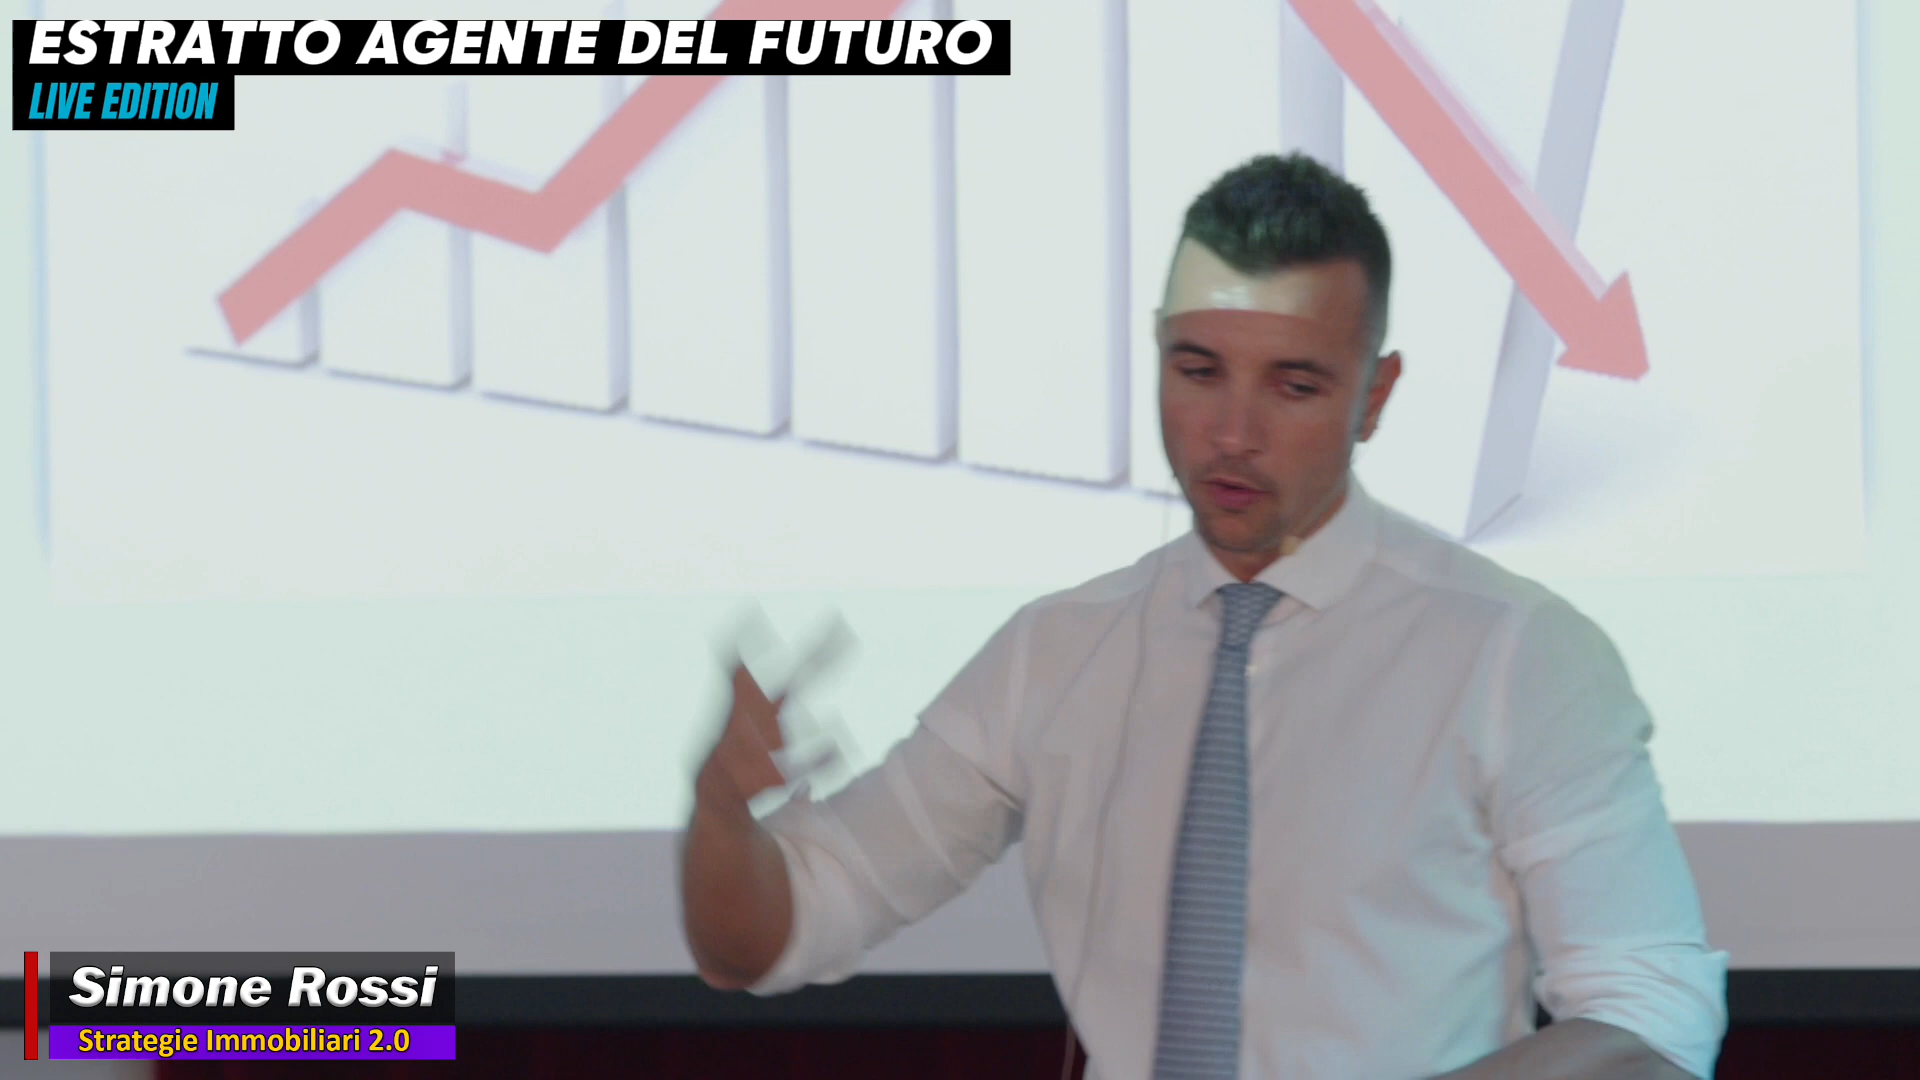 ESTRATTO AGENTE DEL FUTURO
LIVE EDITION
Simone Rossi
Strategie Immobiliari 2.0